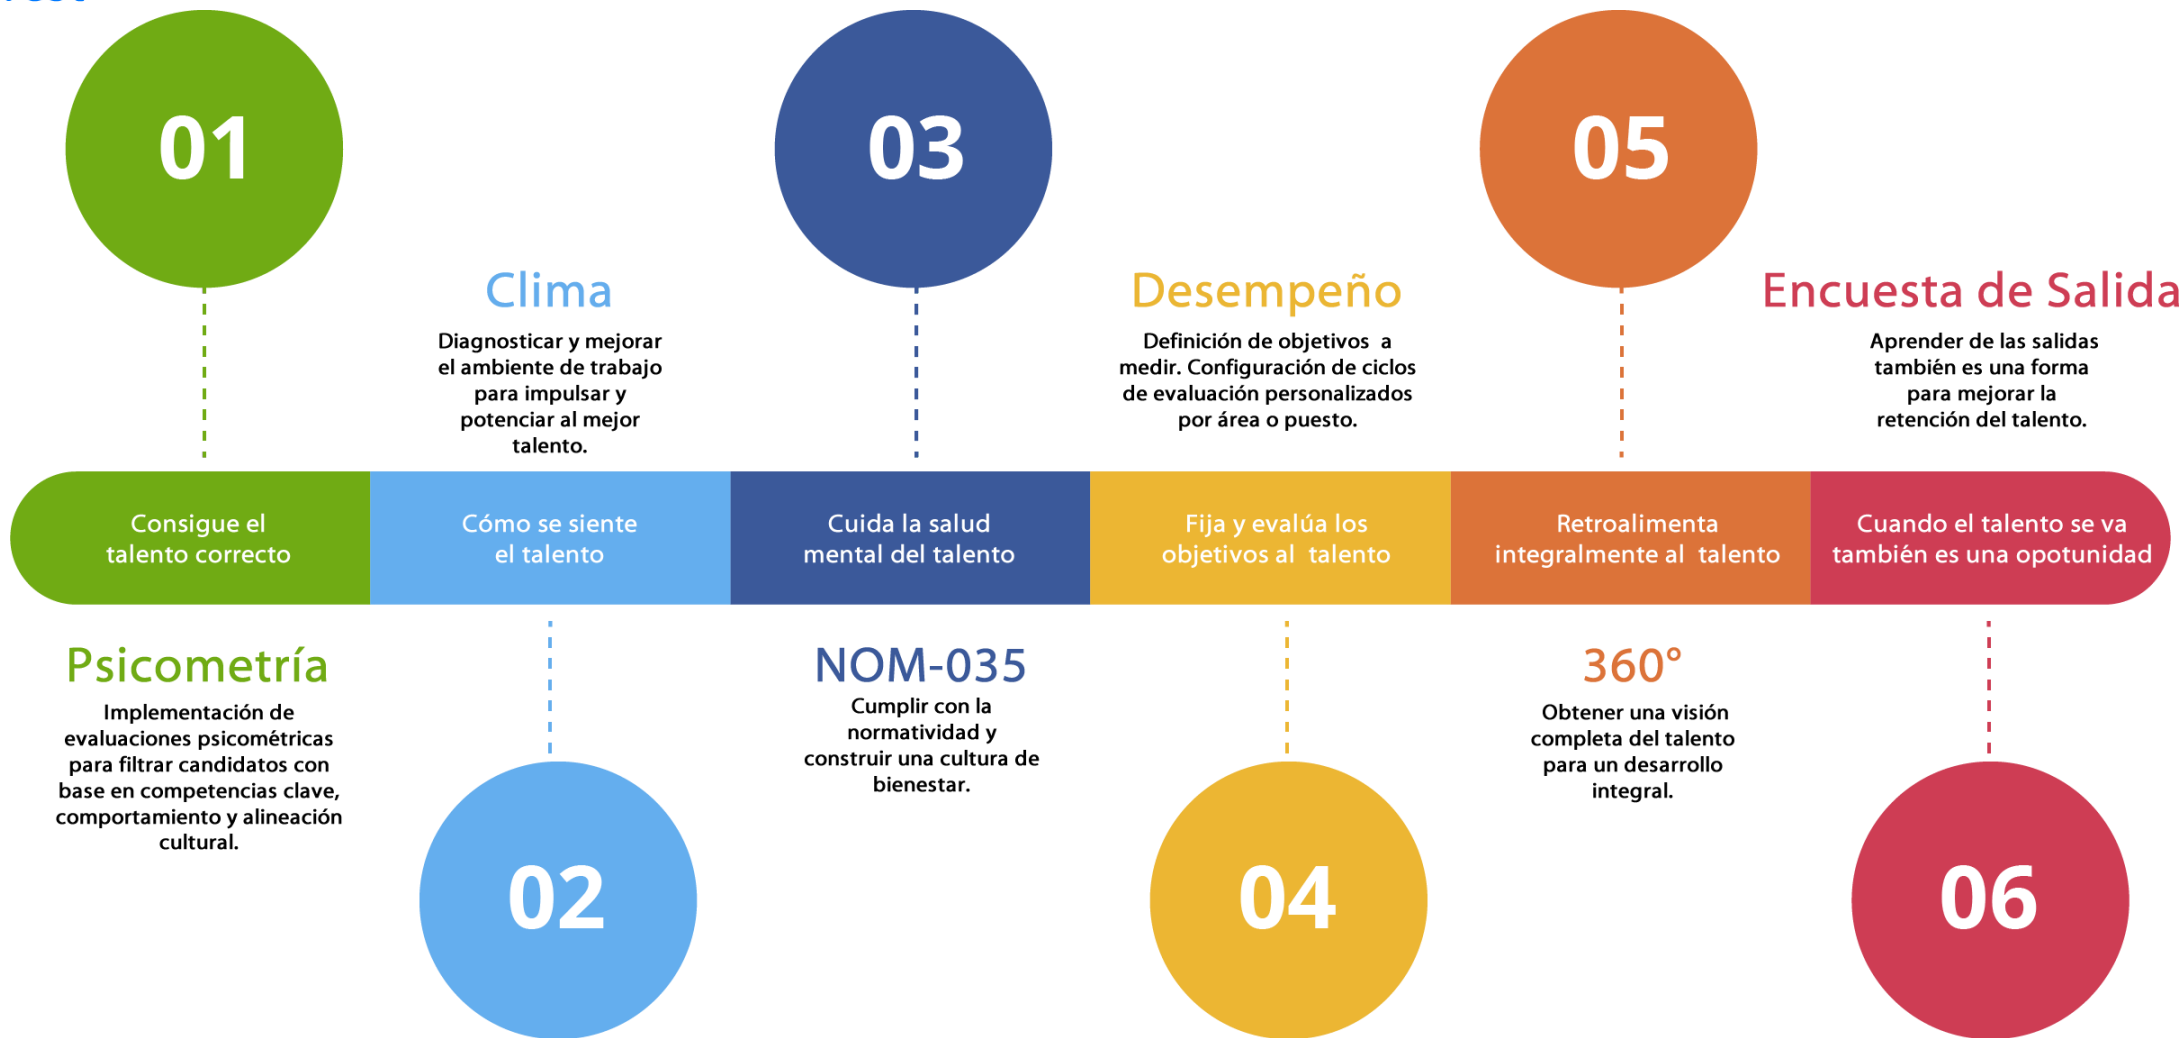 01
03
05
Clima
Diagnosticar y mejorar
el ambiente de trabajo
para impulsar y
potenciar al mejor
talento.
Desempeño
Definición de objetivos a
medir. Configuración de ciclos
de evaluación personalizados
por área o puesto.
Encuesta de Salida
Aprender de las salidas
también es una forma
para mejorar la
retención del talento.
Consigue el
talento correcto
Cómo se siente
el talento
Cuida la salud
mental del talento
Fija y evalúa los
objetivos al talento
Retroalimenta
integralmente al talento
Cuando el talento se va
también es una opotunidad
Psicometría
Implementación de
evaluaciones psicométricas
para filtrar candidatos con
base en competencias clave,
comportamiento y alineación
cultural.
NOM-035
Cumplir con la
normatividad y
construir una cultura de
bienestar.
360°
Obtener una visión
completa del talento
para un desarrollo
integral.
02
04
06